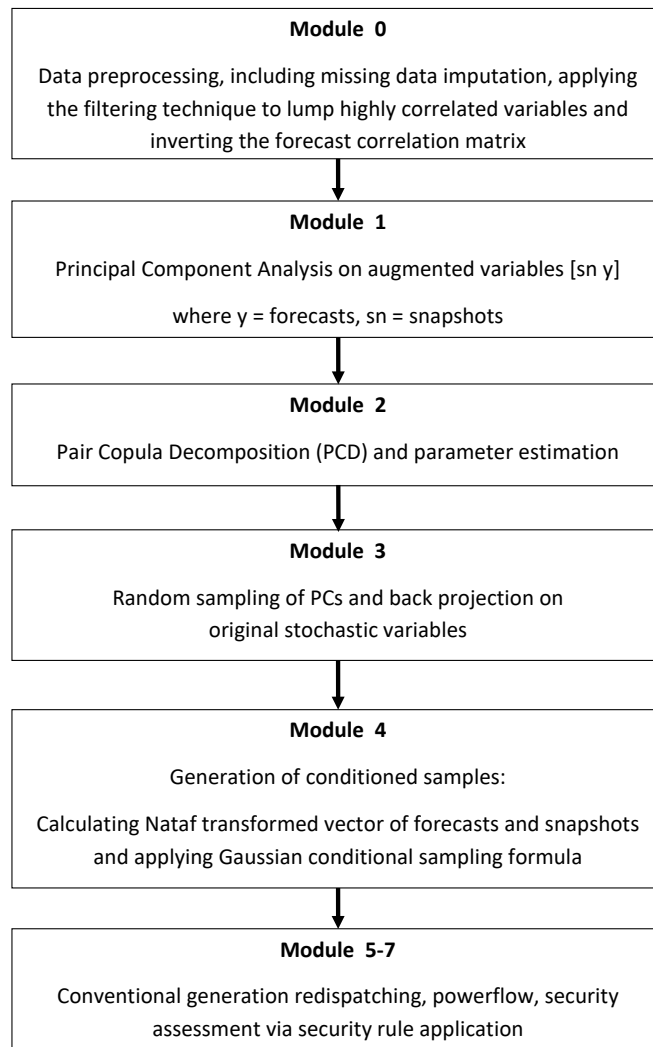 Module 0
Data preprocessing, including missing data imputation, applying
the filtering technique to lump highly correlated variables and
inverting the forecast correlation matrix
Module 1
Principal Component Analysis on augmented variables [sn y]
where y = forecasts, sn = snapshots
Module 2
Pair Copula Decomposition (PCD) and parameter estimation
Module 3
Random sampling of PCs and back projection on
original stochastic variables
Module 4
Generation of conditioned samples:
Calculating Nataf transformed vector of forecasts and snapshots
and applying Gaussian conditional sampling formula
Module 5-7
Conventional generation redispatching, powerflow, security
assessment via security rule application